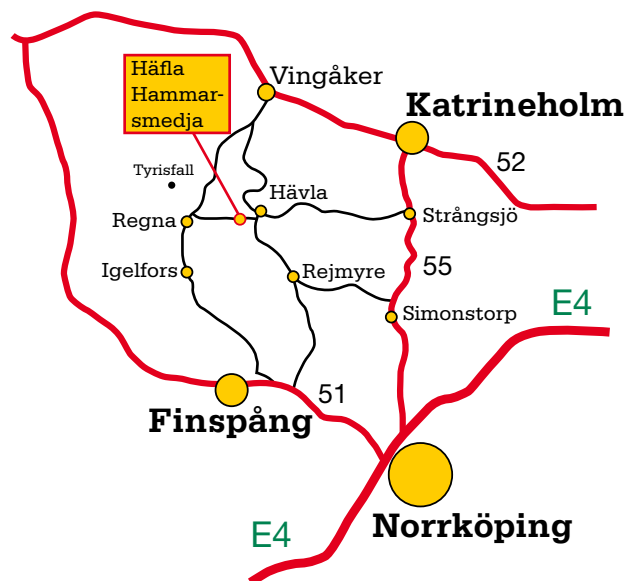 Häfla
Hammar-
smedja
Vingåker
Katrineholm
52
Tyrisfall
Hävla
Regna
Strångsjö
Igelfors
Rejmyre
55
Simonstorp
E4
51
Finspång
Norrköping
E4